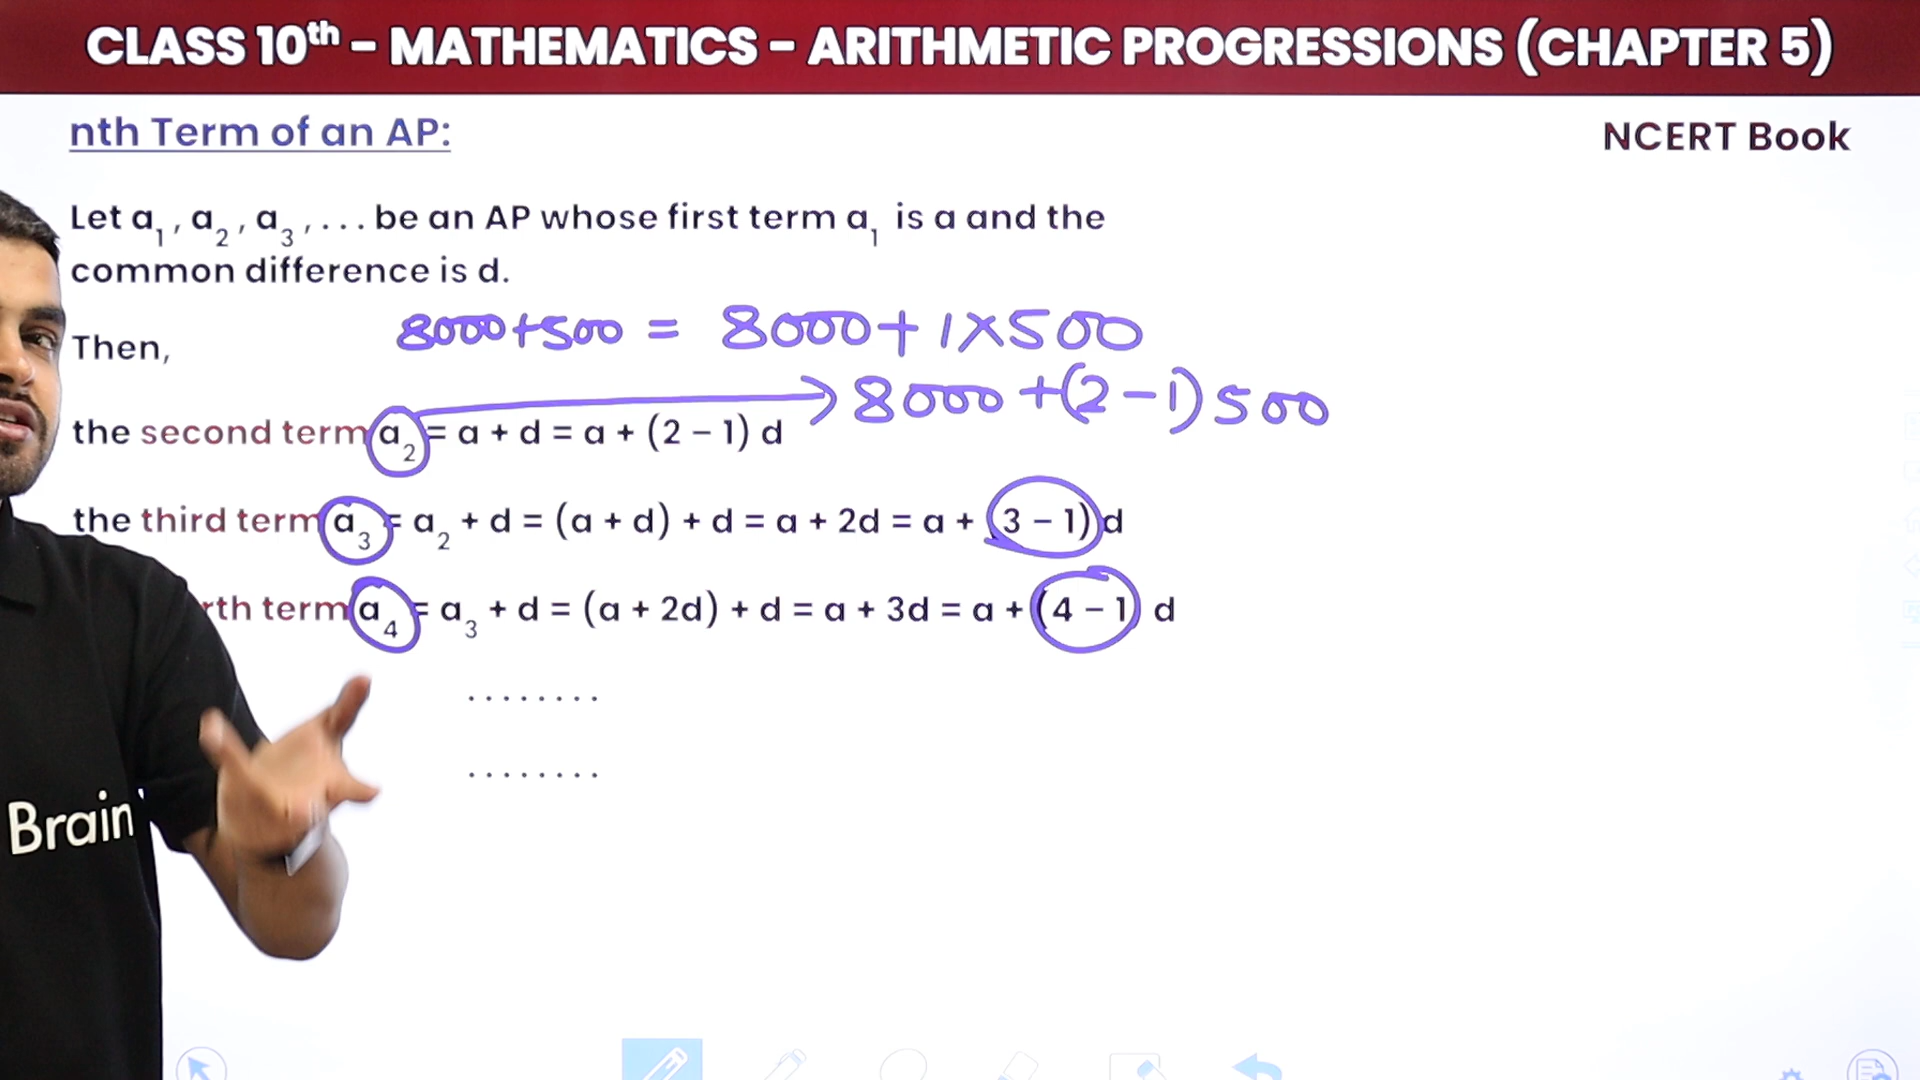 CLASS 10th – MATHEMATICS – ARITHMETIC PROGRESSIONS (CHAPTER 5)
nth Term of an AP:
NCERT Book
Let a₁, a₂, a₃, ... be an AP whose first term a₁ is a and the
common difference is d.
8000+500 = 8000+1×500
Then,
→8000+(2-1)500
the second term a₂ = a + d = a + (2 – 1) d
the third term a₃ = a₂ + d = (a + d) + d = a + 2d = a + (3 – 1) d
rth term a₄ = a₃ + d = (a + 2d) + d = a + 3d = a + (4 – 1) d
........
........
Brain